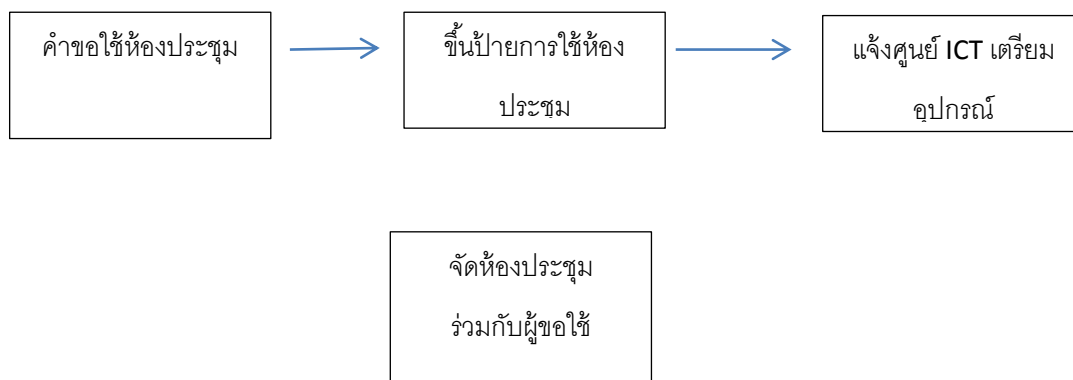 คำขอใช้ห้องประชุม
ขึ้นป้ายการใช้ห้อง
ประชุม
แจ้งศูนย์ ICT เตรียม
อุปกรณ์
จัดห้องประชุม
ร่วมกับผู้ขอใช้